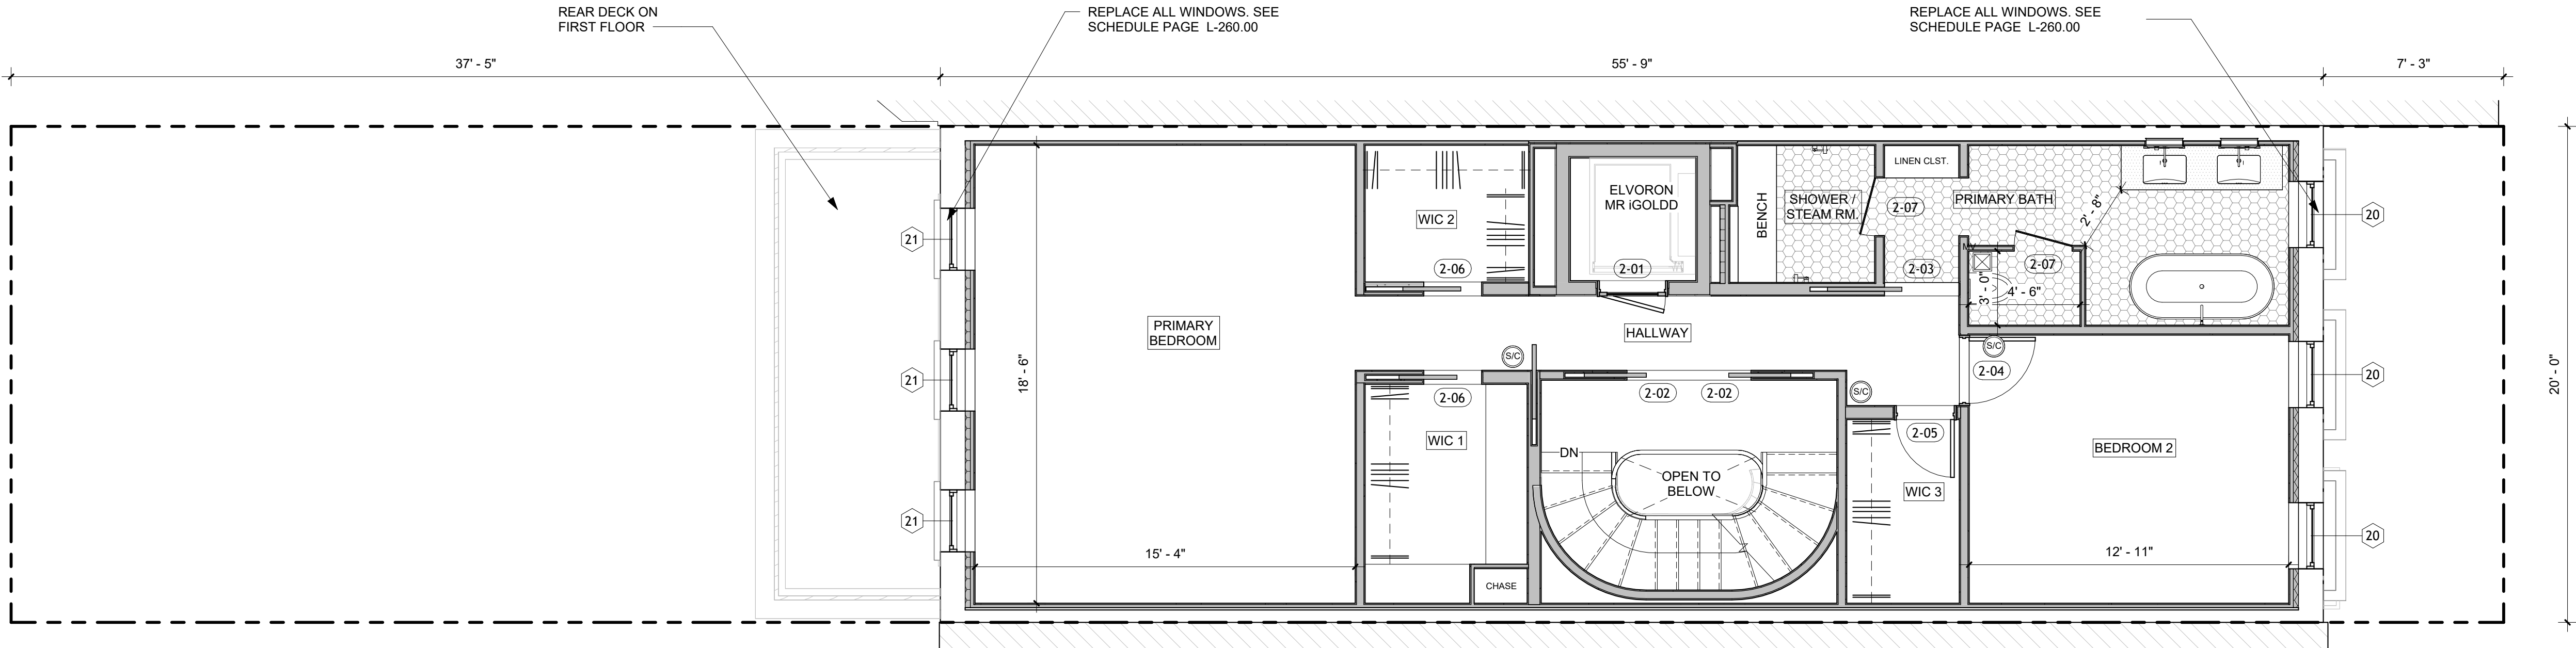 REAR DECK ON
FIRST FLOOR
REPLACE ALL WINDOWS. SEE
SCHEDULE PAGE L-260.00
REPLACE ALL WINDOWS. SEE
SCHEDULE PAGE L-260.00
37' - 5"
55' - 9"
7' - 3"
LINEN CLST.
ELVORON
MR iGOLDD
BENCH
SHOWER /
STEAM RM.
2-07
PRIMARY BATH
2' - 8"
WIC 2
20
21
2-06
2-01
2-03
2-07
3' - 0"
4' - 6"
PRIMARY
BEDROOM
HALLWAY
18' - 6"
S/C
S/C
2-04
20
20' - 0"
21
2-06
2-02
2-02
S/C
WIC 1
2-05
BEDROOM 2
DN
OPEN TO
BELOW
WIC 3
21
20
15' - 4"
12' - 11"
CHASE